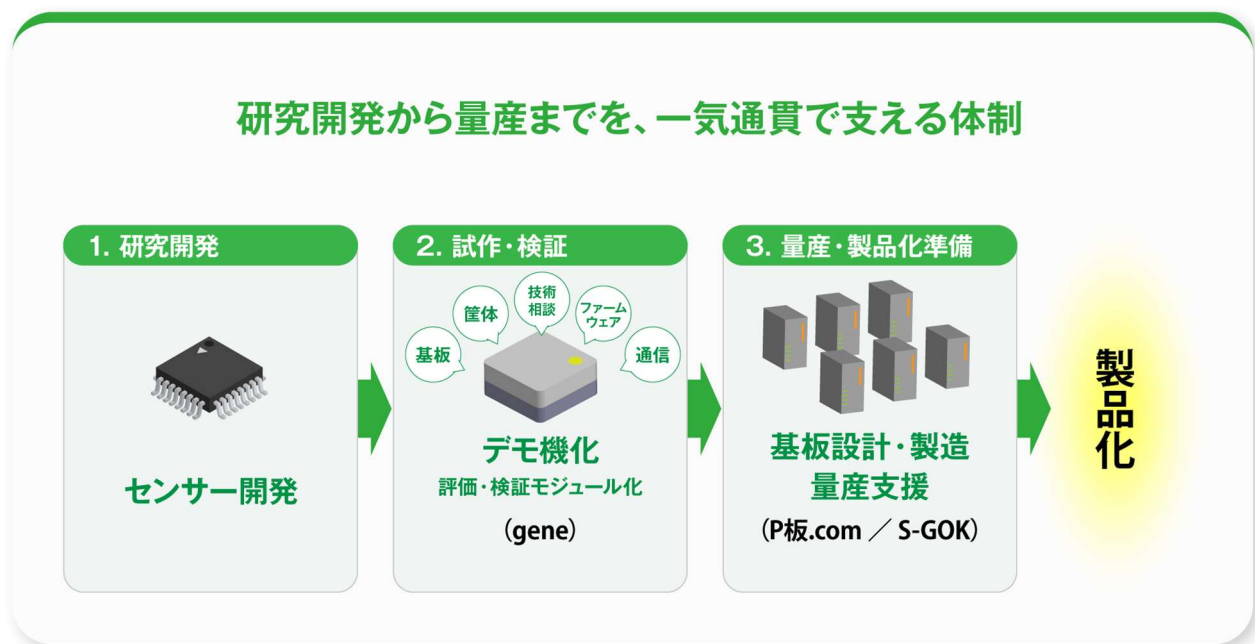 研究開発から量産までを、一気通貫で支える体制
1. 研究開発
センサー開発
2. 試作・検証
基板
筐体
技術
相談
ファーム
ウェア
通信
デモ機化
評価・検証モジュール化
(gene)
3. 量産・製品化準備
基板設計・製造
量産支援
(P板.com ／ S-GOK)
製品化